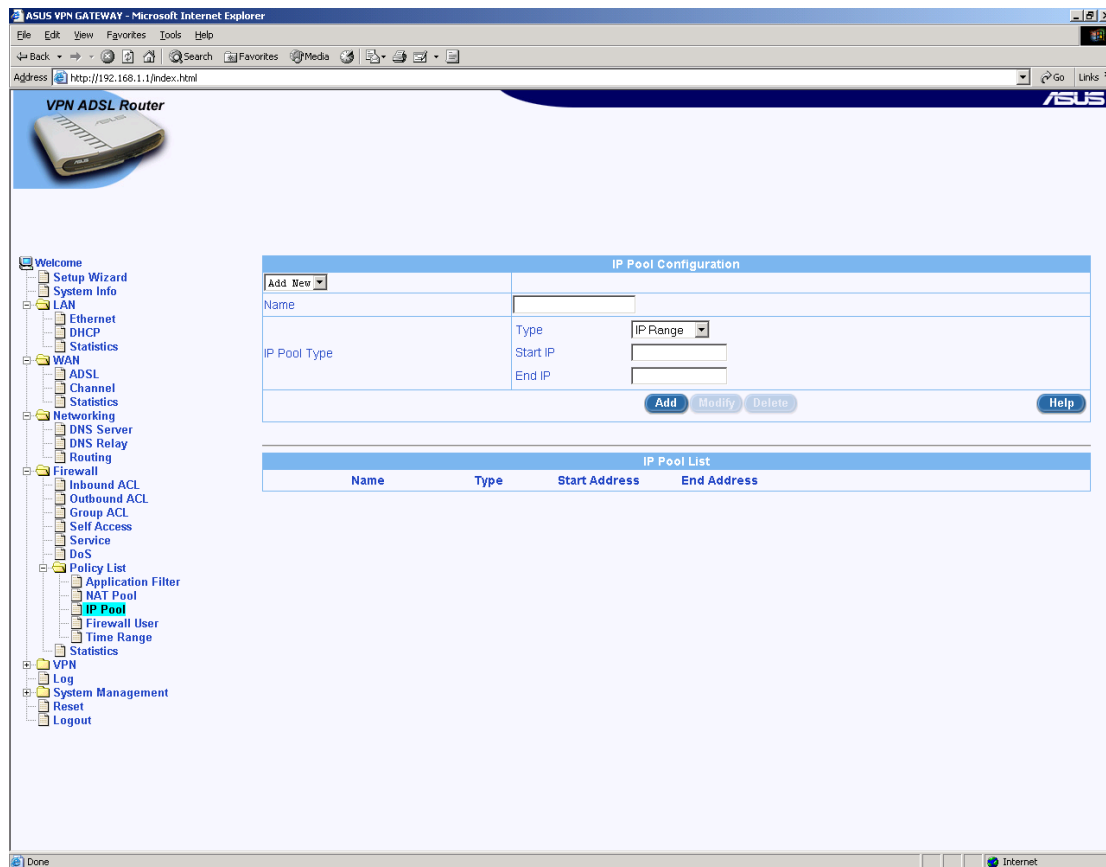 ASUS VPN GATEWAY - Microsoft Internet Explorer
File Edit View Favorites Tools Help
Back Search Favorites Media
Address http://192.168.1.1/index.html Go Links
VPN ADSL Router
ASUS
Welcome
Setup Wizard
System Info
LAN
Ethernet
DHCP
Statistics
WAN
ADSL
Channel
Statistics
Networking
DNS Server
DNS Relay
Routing
Firewall
Inbound ACL
Outbound ACL
Group ACL
Self Access
Service
DoS
Policy List
Application Filter
NAT Pool
IP Pool
Firewall User
Time Range
Statistics
VPN
Log
System Management
Reset
Logout
IP Pool Configuration
Add New
Name
IP Pool Type
Type IP Range
Start IP
End IP
Add Modify Delete Help
IP Pool List
Name Type Start Address End Address
Done Internet